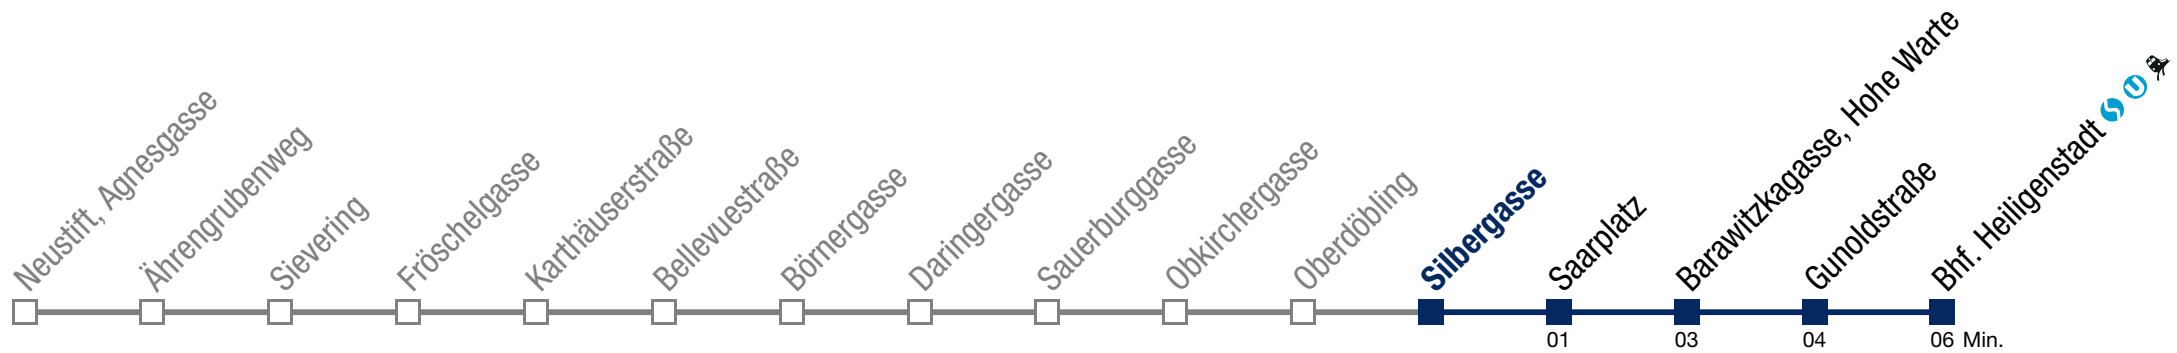 Neustift, Agnesgasse
Ährengrubenweg
Sievering
Fröschelgasse
Karthäuserstraße
Bellevuestraße
Börnergasse
Daringergasse
Sauerburggasse
Obkirchergasse
Oberdöbling
Silbergasse
Saarplatz
Barawitzkagasse, Hohe Warte
Gunoldstraße
Bhf. Heiligenstadt S U
01 03 04 06 Min.